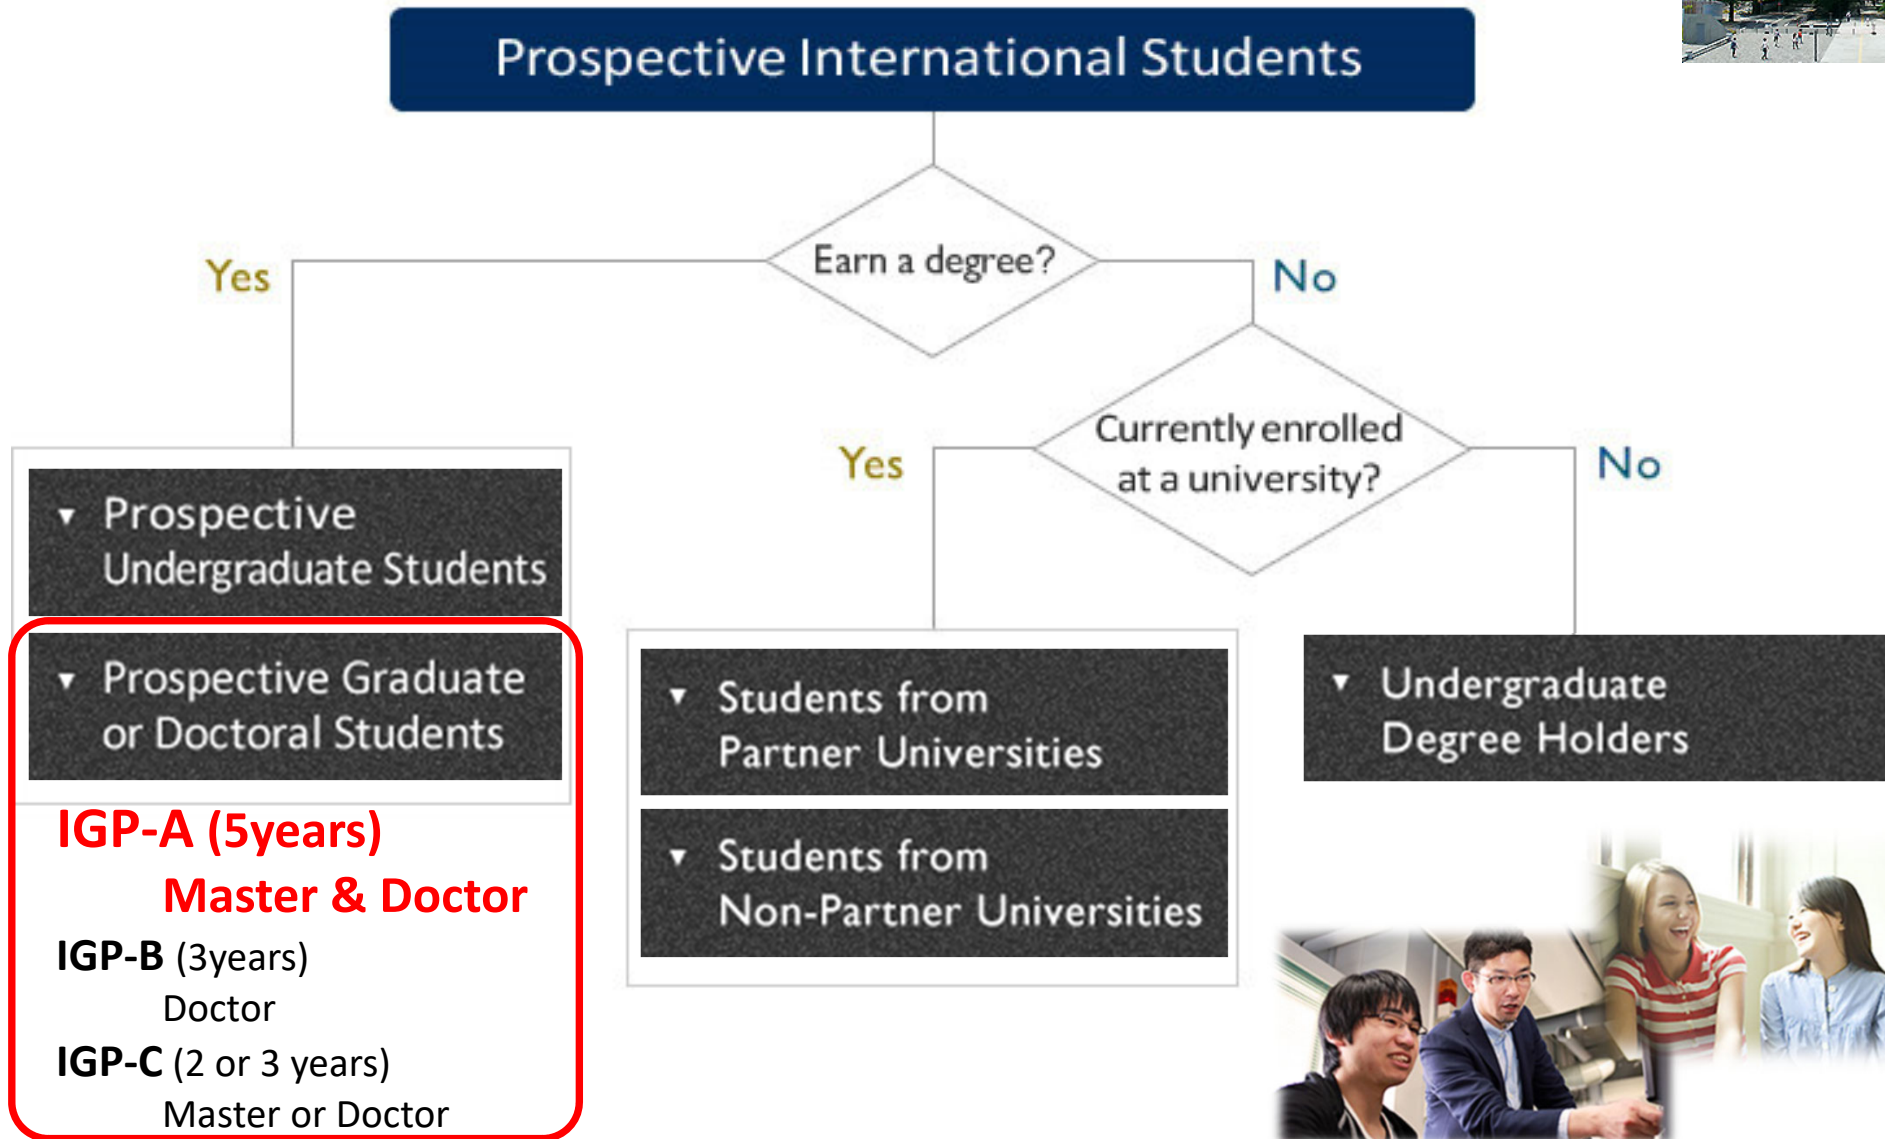 Prospective International Students
Earn a degree?
Yes
No
Currently enrolled
at a university?
Yes
No
▼ Prospective
Undergraduate Students
▼ Prospective Graduate
or Doctoral Students
IGP-A (5years)
Master & Doctor
IGP-B (3years)
Doctor
IGP-C (2 or 3 years)
Master or Doctor
▼ Students from
Partner Universities
▼ Students from
Non-Partner Universities
▼ Undergraduate
Degree Holders